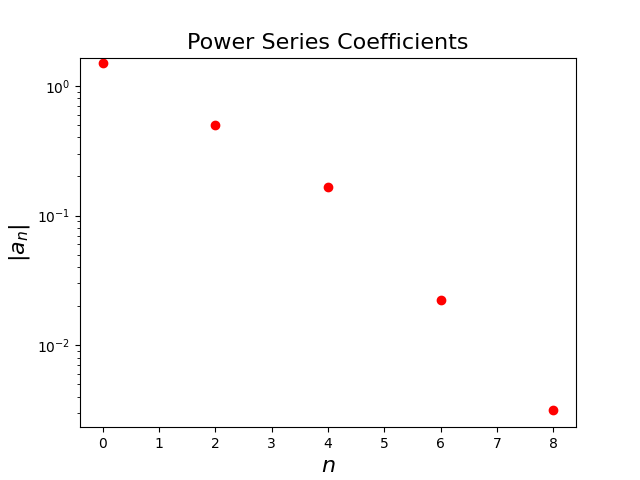 Power Series Coefficients
|aₙ|
10⁰
10⁻¹
10⁻²
0 1 2 3 4 5 6 7 8
n